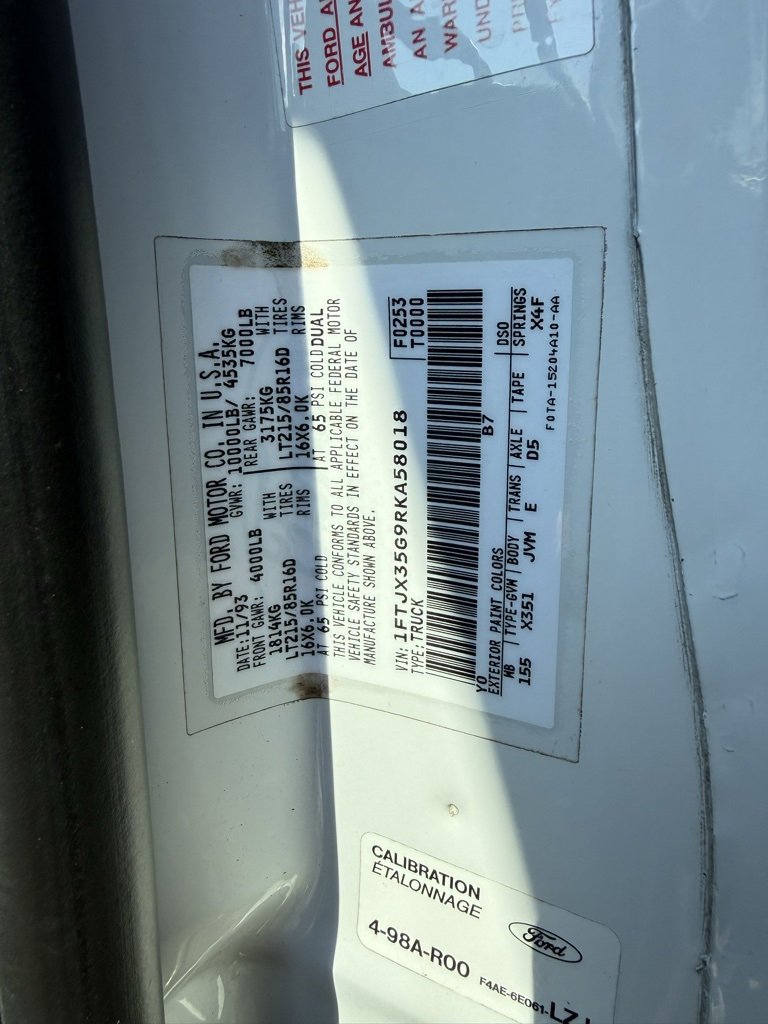 THIS VEH
FORD A
AGE AN
AMBUL
AN A
WAR
UND
MFD. BY FORD MOTOR CO. IN U.S.A.
DATE: 11/93 GVWR: 10000LB/ 4535KG
FRONT GAWR: 4000LB REAR GAWR: 7000LB
1814KG WITH 3175KG WITH
LT215/85R16D TIRES LT215/85R16D TIRES
16X6.0K RIMS 16X6.0K RIMS
AT 65 PSI COLD AT 65 PSI COLD DUAL
THIS VEHICLE CONFORMS TO ALL APPLICABLE FEDERAL MOTOR
VEHICLE SAFETY STANDARDS IN EFFECT ON THE DATE OF
MANUFACTURE SHOWN ABOVE.
F0253
VIN: 1FTJX35G9RKA58018 T0000
TYPE: TRUCK
YO B7
EXTERIOR PAINT COLORS DSO
WB TYPE-GVW BODY TRANS AXLE TAPE SPRINGS
155 X351 JVM E D5 X4F
F0TA-15204A10-AA
CALIBRATION
ÉTALONNAGE
4-98A-R00
Ford
F4AE-6E061-LZ